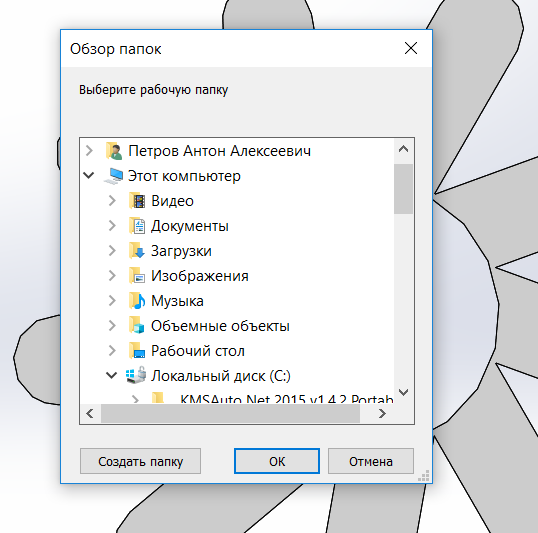 Обзор папок
Выберите рабочую папку
Петров Антон Алексеевич
Этот компьютер
Видео
Документы
Загрузки
Изображения
Музыка
Объемные объекты
Рабочий стол
Локальный диск (C:)
KMSAuto Net 2015 v1.4.2 Portab
Создать папку
ОК
Отмена